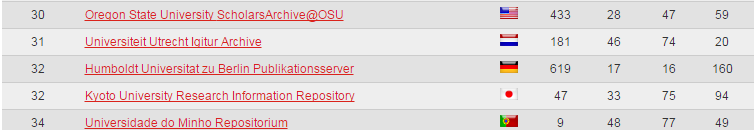 30 Oregon State University ScholarsArchive@OSU 433 28 47 59
31 Universiteit Utrecht Igitur Archive 181 46 74 20
32 Humboldt Universitat zu Berlin Publikationsserver 619 17 16 160
32 Kyoto University Research Information Repository 47 33 75 94
34 Universidade do Minho Repositorium 9 48 77 49